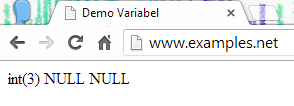 Demo Variabel
www.examples.net
int(3) NULL NULL